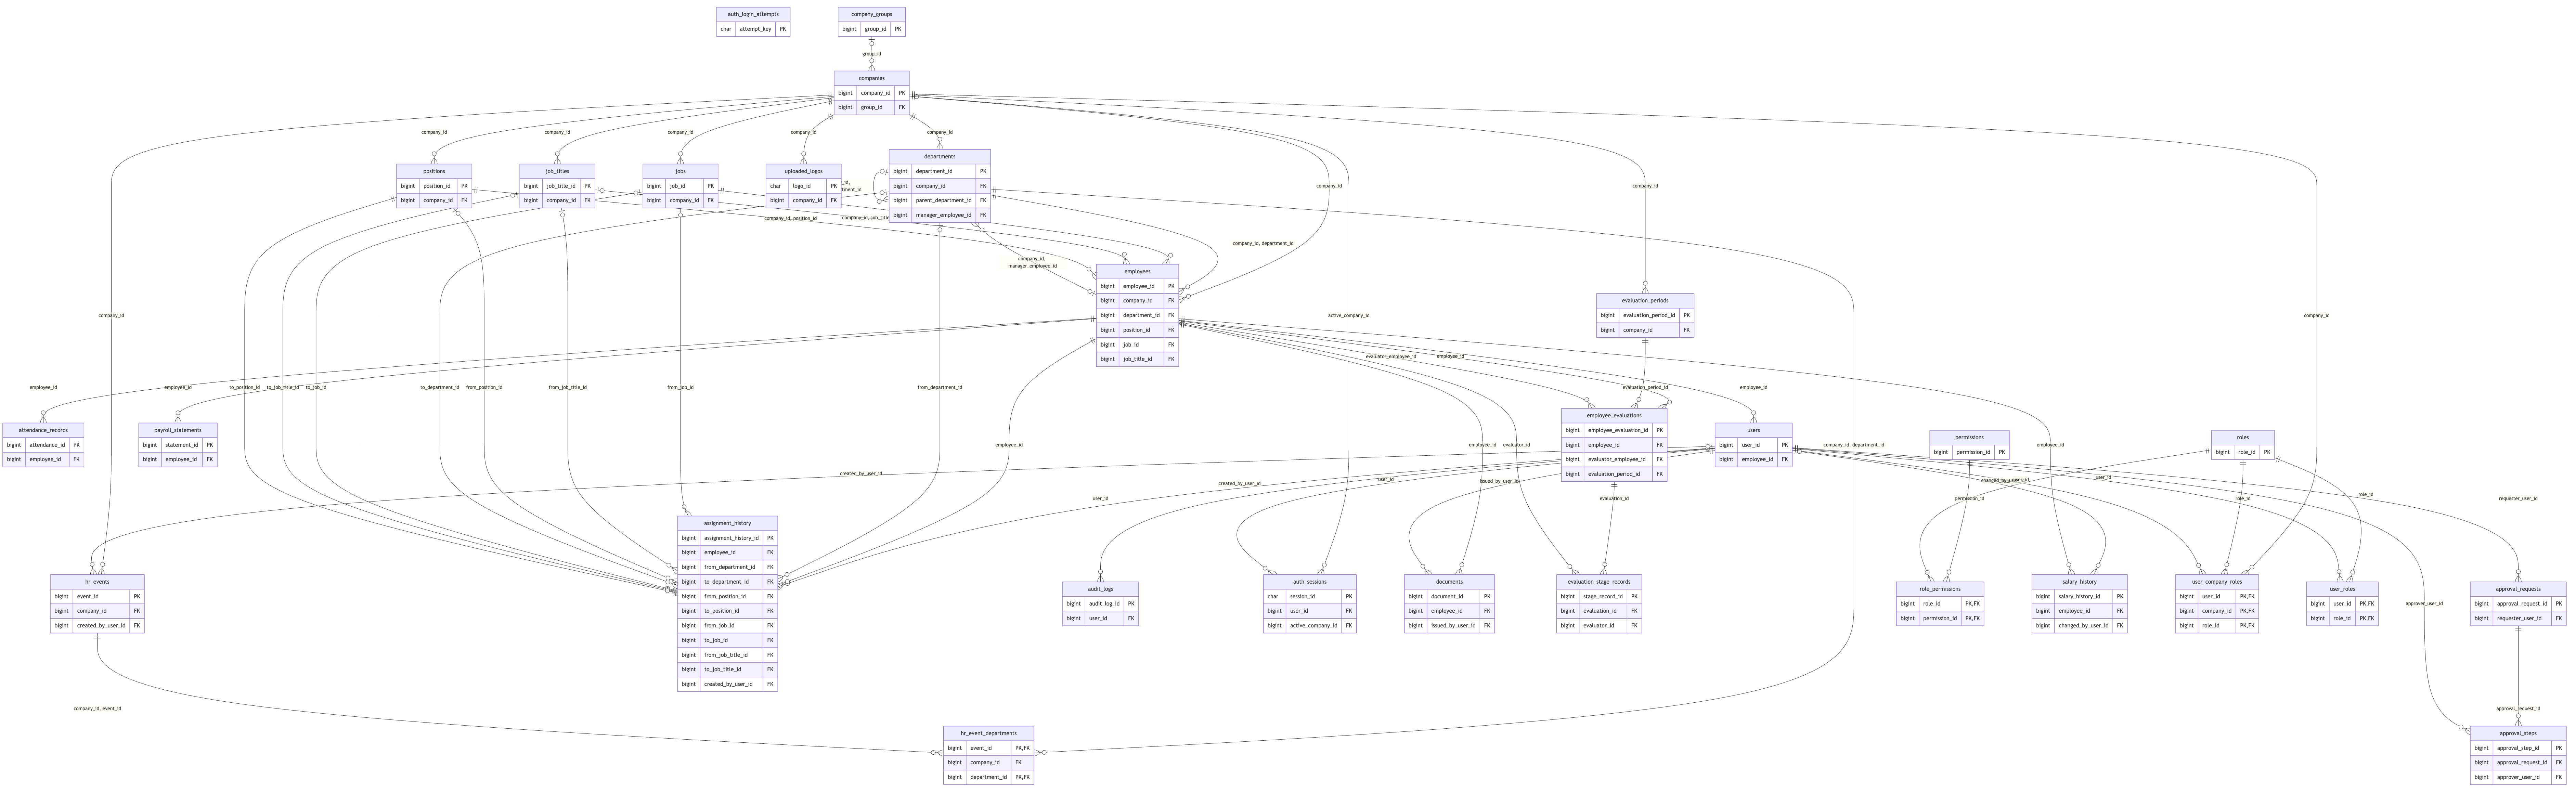 auth_login_attempts
char attempt_key PK
company_groups
bigint group_id PK
group_id
companies
bigint company_id PK
bigint group_id FK
company_id
company_id
company_id
company_id
company_id
positions
bigint position_id PK
bigint company_id FK
job_titles
bigint job_title_id PK
bigint company_id FK
jobs
bigint job_id PK
bigint company_id FK
uploaded_logos
char logo_id PK
bigint company_id FK
departments
bigint department_id PK
bigint company_id FK
bigint parent_department_id FK
bigint manager_employee_id FK
company_id
company_id
company_id, position_id
company_id, job_title
company_id, department_id
company_id,
manager_employee_id
employees
bigint employee_id PK
bigint company_id FK
bigint department_id FK
bigint position_id FK
bigint job_id FK
bigint job_title_id FK
evaluation_periods
bigint evaluation_period_id PK
bigint company_id FK
company_id
active_company_id
company_id
evaluator_employee_id
employee_id
employee_id
employee_id
to_position_id
to_job_title_id
to_job_id
to_department_id
from_position_id
from_job_title_id
from_job_id
from_department_id
evaluation_period_id
employee_id
attendance_records
bigint attendance_id PK
bigint employee_id FK
payroll_statements
bigint statement_id PK
bigint employee_id FK
employee_evaluations
bigint employee_evaluation_id PK
bigint employee_id FK
bigint evaluator_employee_id FK
bigint evaluation_period_id FK
users
bigint user_id PK
bigint employee_id FK
permissions
bigint permission_id PK
roles
bigint role_id PK
employee_id
employee_id
evaluator_id
company_id, department_id
employee_id
created_by_user_id
created_by_user_id
user_id
issued_by_user_id
user_id
user_id
evaluation_id
permission_id
role_id
role_id
role_id
requester_user_id
approver_user_id
assignment_history
bigint assignment_history_id PK
bigint employee_id FK
bigint from_department_id FK
bigint to_department_id FK
bigint from_position_id FK
bigint to_position_id FK
bigint from_job_id FK
bigint to_job_id FK
bigint from_job_title_id FK
bigint to_job_title_id FK
bigint created_by_user_id FK
hr_events
bigint event_id PK
bigint company_id FK
bigint created_by_user_id FK
audit_logs
bigint audit_log_id PK
bigint user_id FK
auth_sessions
char session_id PK
bigint user_id FK
bigint active_company_id FK
documents
bigint document_id PK
bigint employee_id FK
bigint issued_by_user_id FK
evaluation_stage_records
bigint stage_record_id PK
bigint evaluation_id FK
bigint evaluator_id FK
role_permissions
bigint role_id PK,FK
bigint permission_id PK,FK
salary_history
bigint salary_history_id PK
bigint employee_id FK
bigint changed_by_user_id FK
user_company_roles
bigint user_id PK,FK
bigint company_id PK,FK
bigint role_id PK,FK
user_roles
bigint user_id PK,FK
bigint role_id PK,FK
approval_requests
bigint approval_request_id PK
bigint requester_user_id FK
company_id, event_id
approval_request_id
hr_event_departments
bigint event_id PK,FK
bigint company_id FK
bigint department_id PK,FK
approval_steps
bigint approval_step_id PK
bigint approval_request_id FK
bigint approver_user_id FK